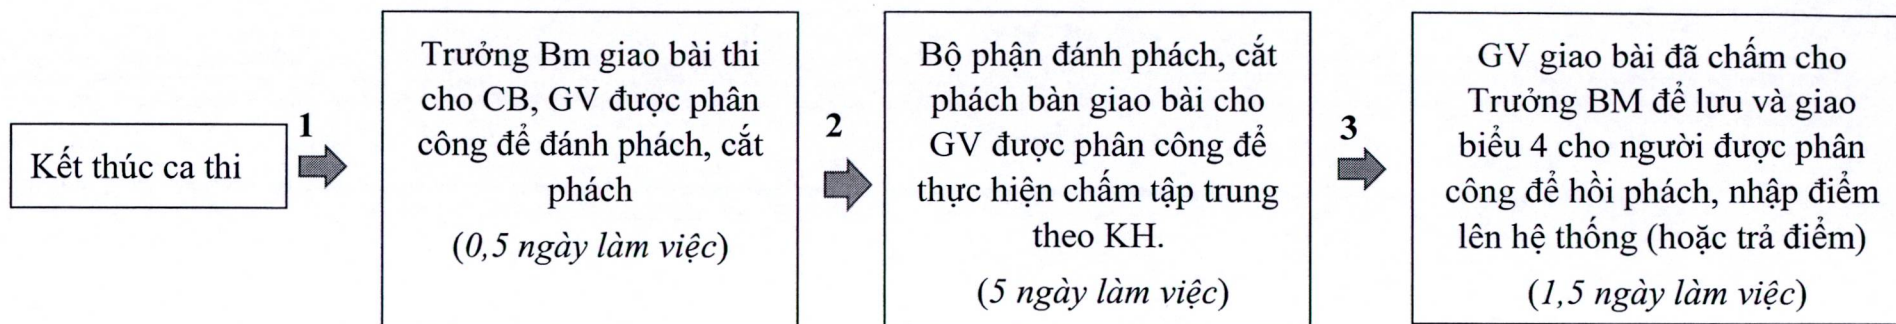 Kết thúc ca thi
1
Trưởng Bm giao bài thi
cho CB, GV được phân
công để đánh phách, cắt
phách
(0,5 ngày làm việc)
2
Bộ phận đánh phách, cắt
phách bàn giao bài cho
GV được phân công để
thực hiện chấm tập trung
theo KH.
(5 ngày làm việc)
3
GV giao bài đã chấm cho
Trưởng BM để lưu và giao
biểu 4 cho người được phân
công để hồi phách, nhập điểm
lên hệ thống (hoặc trả điểm)
(1,5 ngày làm việc)